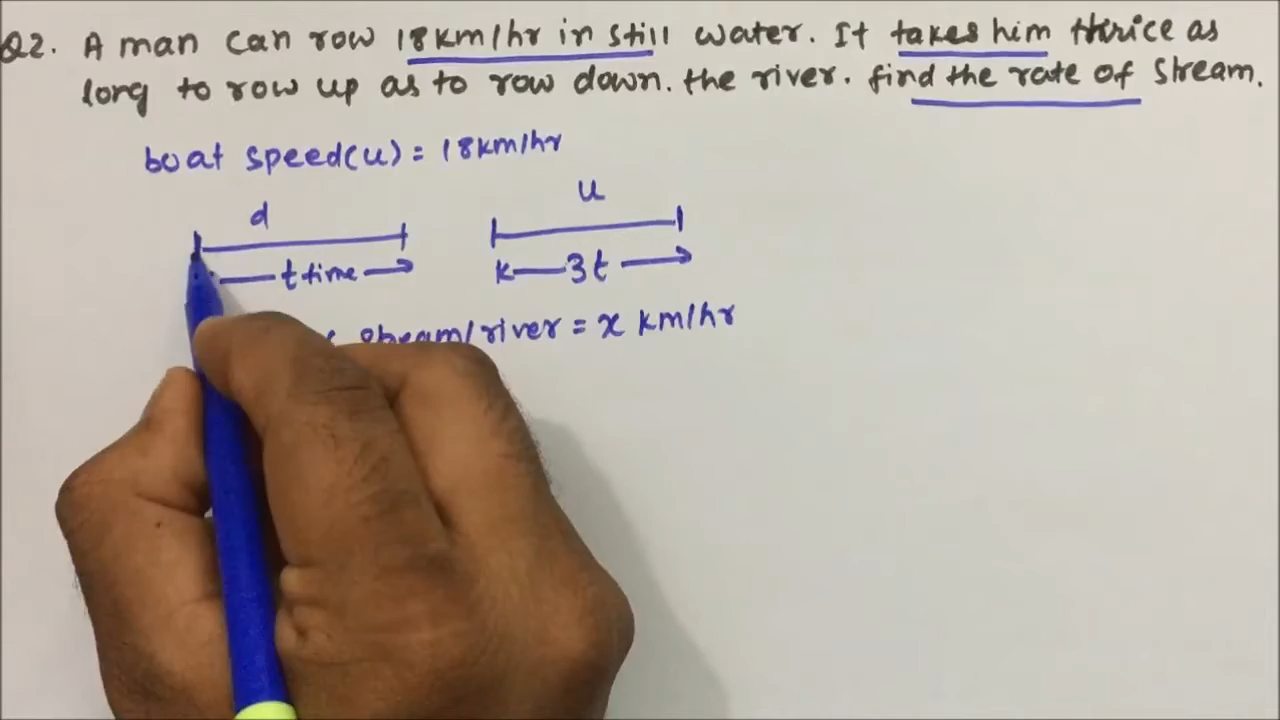 Q2. A man can row 18km/hr in still water. It takes him thrice as
long to row up as to row down. the river. find the rate of stream.
boat speed(u) = 18km/hr
d u
t time k 3t
stream/river = x km/hr